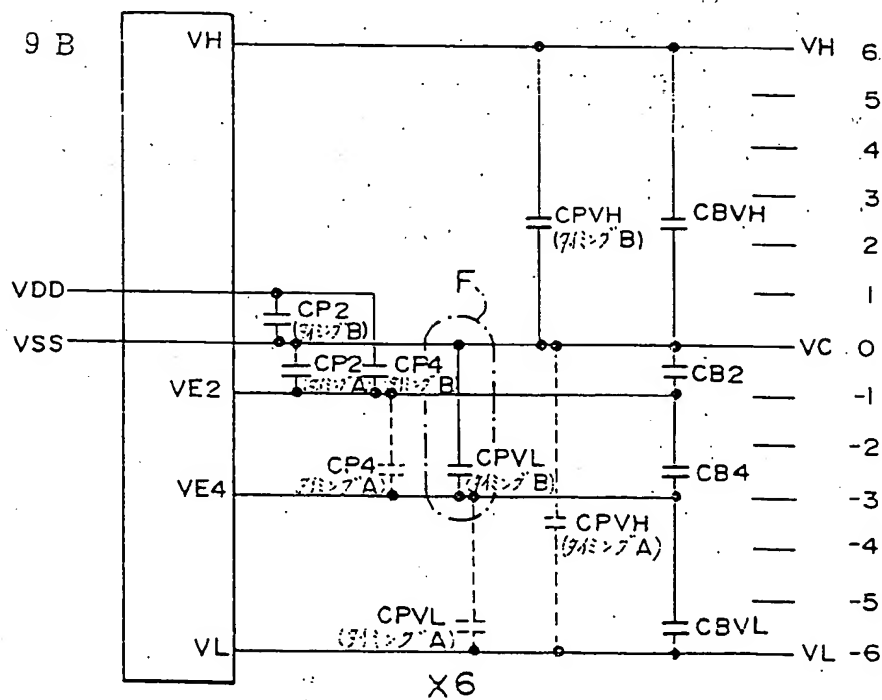 9B
VH
VH 6
5
4
3
CPVH
(タイミングB)
CBVH
2
VDD
F
1
CP2
(タイミングB)
VSS
VC 0
CP2
(タイミングA)
CP4
(タイミングB)
CB2
VE2
-1
-2
CP4
(タイミングA)
CPVL
(タイミングB)
CB4
VE4
-3
CPVH
(タイミングA)
-4
-5
CPVL
(タイミングA)
CBVL
VL
VL -6
X6